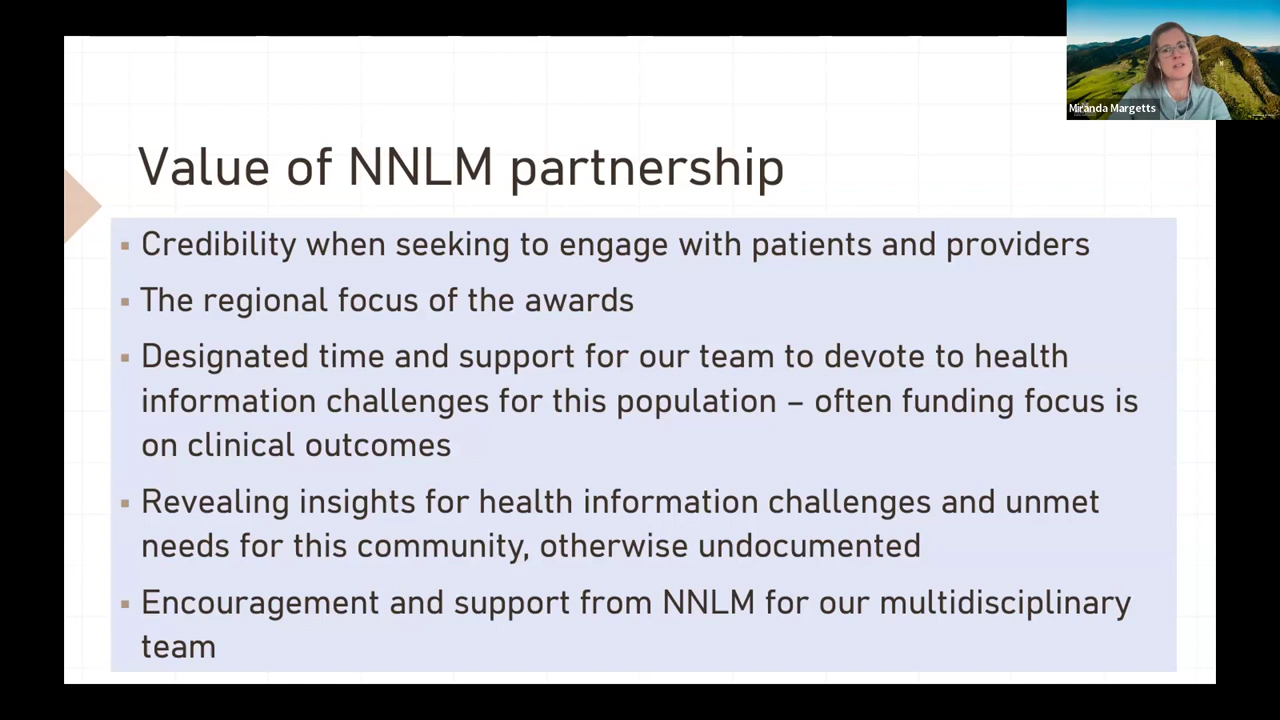 Miranda Margetts
Value of NNLM partnership
▪ Credibility when seeking to engage with patients and providers
▪ The regional focus of the awards
▪ Designated time and support for our team to devote to health
information challenges for this population – often funding focus is
on clinical outcomes
▪ Revealing insights for health information challenges and unmet
needs for this community, otherwise undocumented
▪ Encouragement and support from NNLM for our multidisciplinary
team